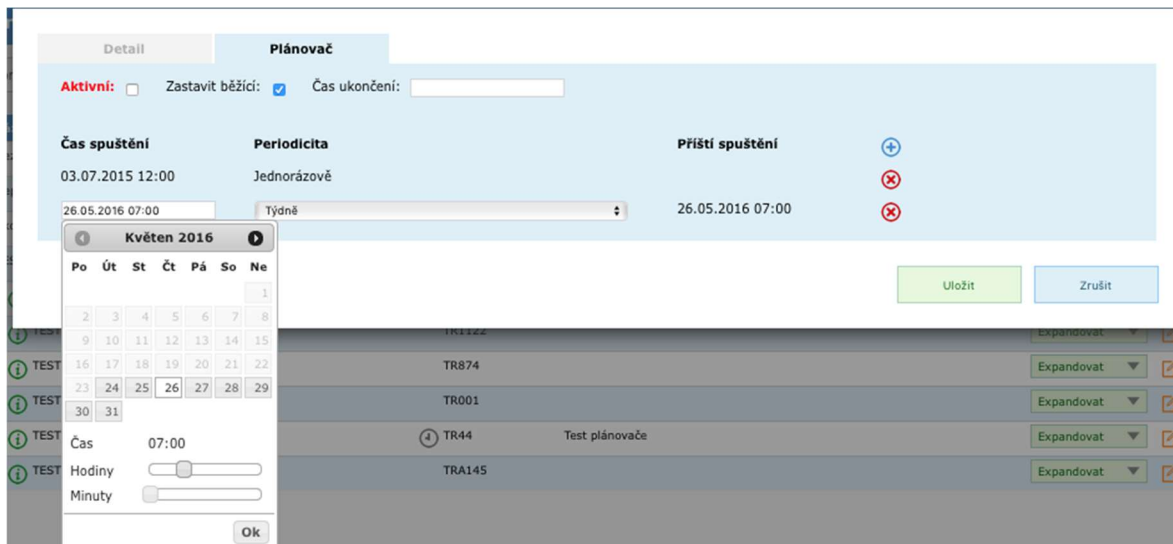 Detail Plánovač
Aktivní: Zastavit běžící: Čas ukončení:
Čas spuštění Periodicita Příští spuštění
03.07.2015 12:00 Jednorázově
26.05.2016 07:00 Týdně 26.05.2016 07:00
Květen 2016
Po Út St Čt Pá So Ne
1
2 3 4 5 6 7 8
9 10 11 12 13 14 15
16 17 18 19 20 21 22
23 24 25 26 27 28 29
30 31
Čas 07:00
Hodiny
Minuty
Ok
Uložit Zrušit
TEST TR1122 Expandovat
TEST TR874 Expandovat
TEST TR001 Expandovat
TEST TR44 Test plánovače Expandovat
TEST TRA145 Expandovat